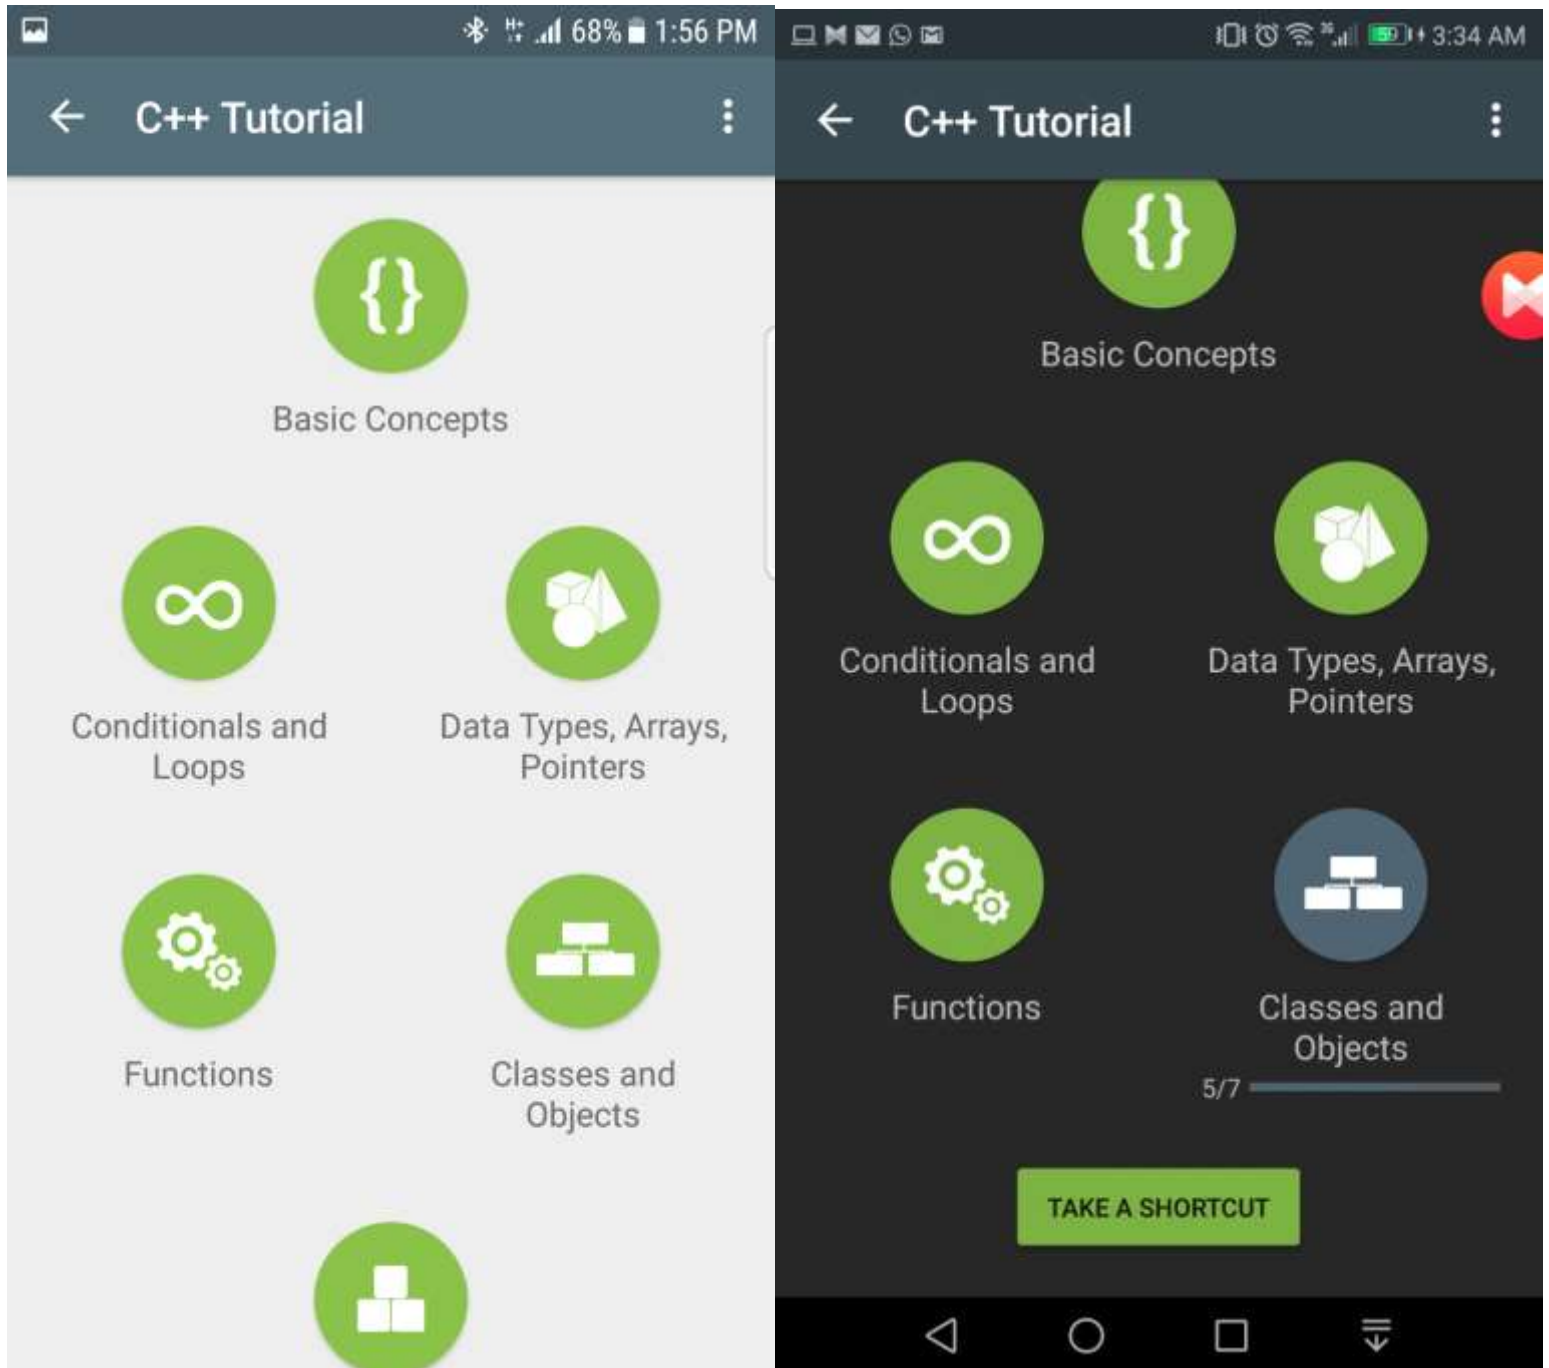 68% 1:56 PM
C++ Tutorial
{}
Basic Concepts
Conditionals and
Loops
Data Types, Arrays,
Pointers
Functions
Classes and
Objects
3G 59 3:34 AM
C++ Tutorial
{}
Basic Concepts
Conditionals and
Loops
Data Types, Arrays,
Pointers
Functions
Classes and
Objects
5/7
TAKE A SHORTCUT